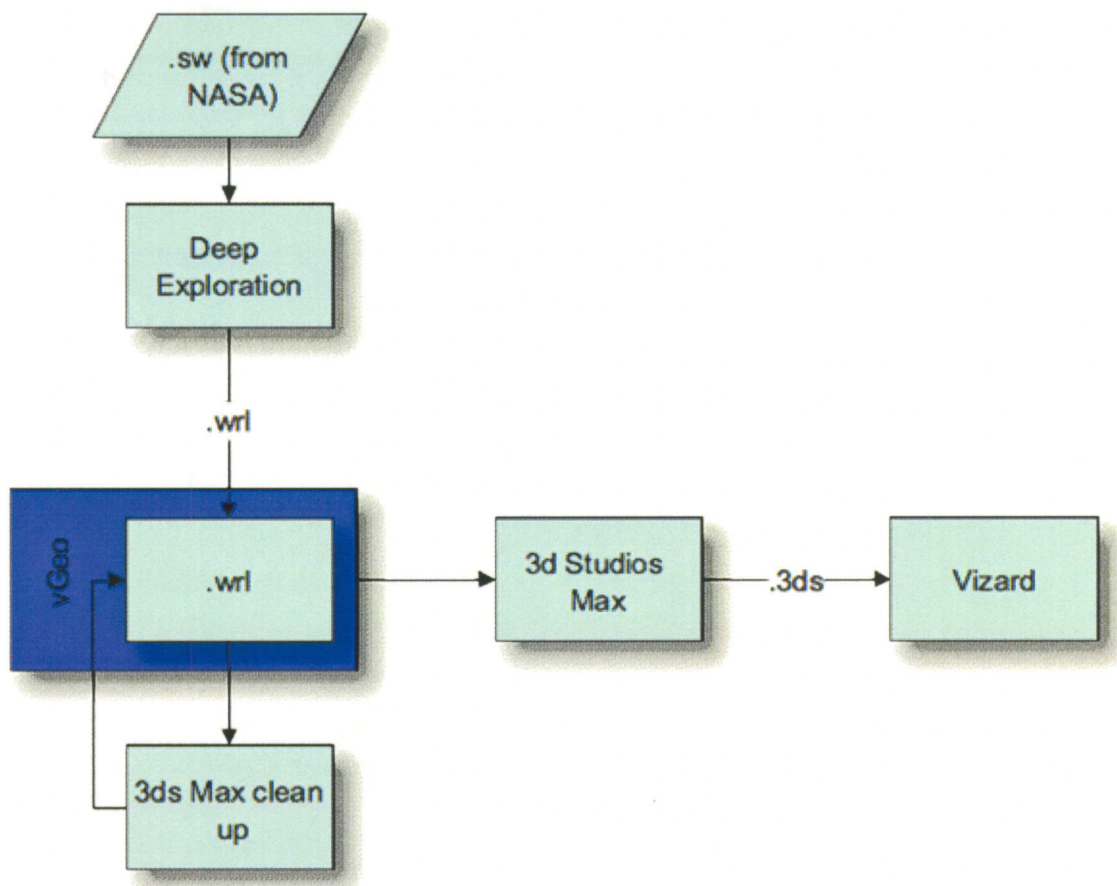 .sw (from
NASA)
Deep
Exploration
.wrl
vGeo
.wrl
3d Studios
Max
.3ds
Vizard
3ds Max clean
up